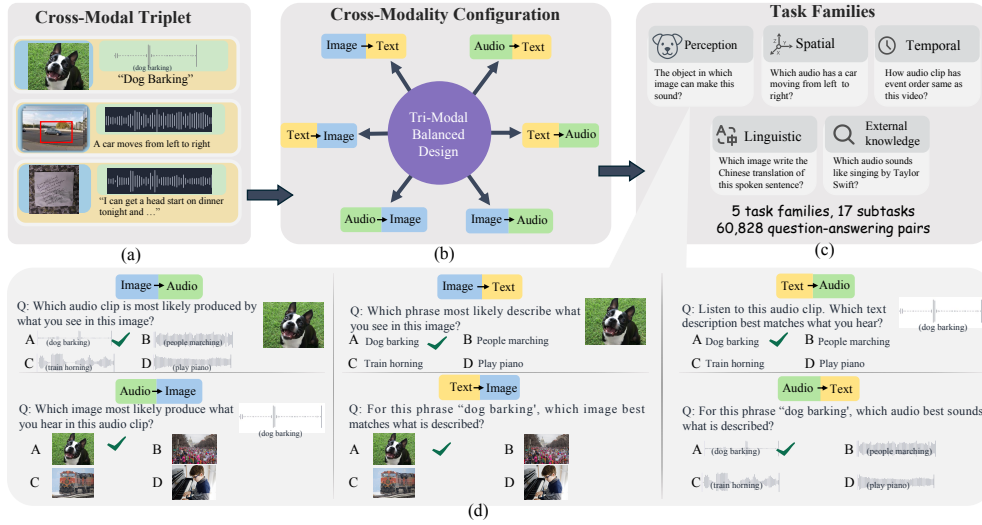 Cross-Modal Triplet
(dog barking)
“Dog Barking”
A car moves from left to right
“I can get a head start on dinner
tonight and …”
(a)
Cross-Modality Configuration
Image → Text
Audio → Text
Text → Image
Tri-Modal
Balanced
Design
Text → Audio
Audio → Image
Image → Audio
(b)
Task Families
Perception
The object in which
image can make this
sound?
Spatial
Which audio has a car
moving from left to
right?
Temporal
How audio clip has
event order same as
this video?
Linguistic
Which image write the
Chinese translation of
this spoken sentence?
External
knowledge
Which audio sounds
like singing by Taylor
Swift?
5 task families, 17 subtasks
60,828 question-answering pairs
(c)
Image → Audio
Q: Which audio clip is most likely produced by
what you see in this image?
A (dog barking) B (people marching)
C (train horning) D (play piano)
Image → Text
Q: Which phrase most likely describe what
you see in this image?
A Dog barking B People marching
C Train horning D Play piano
Text → Audio
Q: Listen to this audio clip. Which text
description best matches what you hear?
(dog barking)
A Dog barking B People marching
C Train horning D Play piano
Audio → Image
Q: Which image most likely produce what
you hear in this audio clip?
(dog barking)
A B
C D
Text → Image
Q: For this phrase “dog barking', which image best
matches what is described?
A B
C D
Audio → Text
Q: For this phrase “dog barking', which audio best sounds
what is described?
A (dog barking) B (people marching)
C (train horning) D (play piano)
(d)